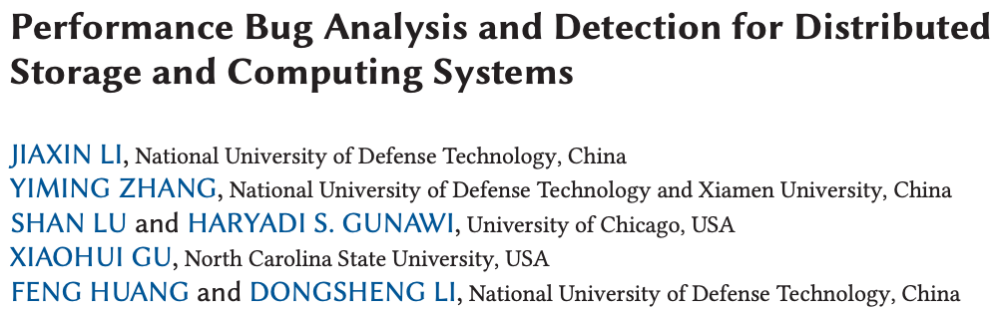 Performance Bug Analysis and Detection for Distributed
Storage and Computing Systems
JIAXIN LI, National University of Defense Technology, China
YIMING ZHANG, National University of Defense Technology and Xiamen University, China
SHAN LU and HARYADI S. GUNAWI, University of Chicago, USA
XIAOHUI GU, North Carolina State University, USA
FENG HUANG and DONGSHENG LI, National University of Defense Technology, China